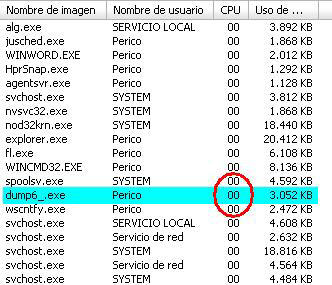 Nombre de imagen Nombre de usuario CPU Uso de ...
alg.exe SERVICIO LOCAL 00 3.892 KB
jusched.exe Perico 00 1.868 KB
WINWORD.EXE Perico 00 2.012 KB
HprSnap.exe Perico 00 1.292 KB
agentsvr.exe Perico 00 1.128 KB
svchost.exe SYSTEM 00 3.812 KB
nvsvc32.exe SYSTEM 00 1.868 KB
nod32krn.exe SYSTEM 00 18.440 KB
explorer.exe Perico 00 20.412 KB
fl.exe Perico 00 6.108 KB
WINCMD32.EXE Perico 00 8.136 KB
spoolsv.exe SYSTEM 00 4.592 KB
dump6_.exe Perico 00 3.052 KB
wscntfy.exe Perico 00 2.472 KB
svchost.exe SERVICIO LOCAL 00 4.608 KB
svchost.exe Servicio de red 00 2.632 KB
svchost.exe SYSTEM 00 18.816 KB
svchost.exe Servicio de red 00 4.564 KB
svchost.exe SYSTEM 00 4.484 KB